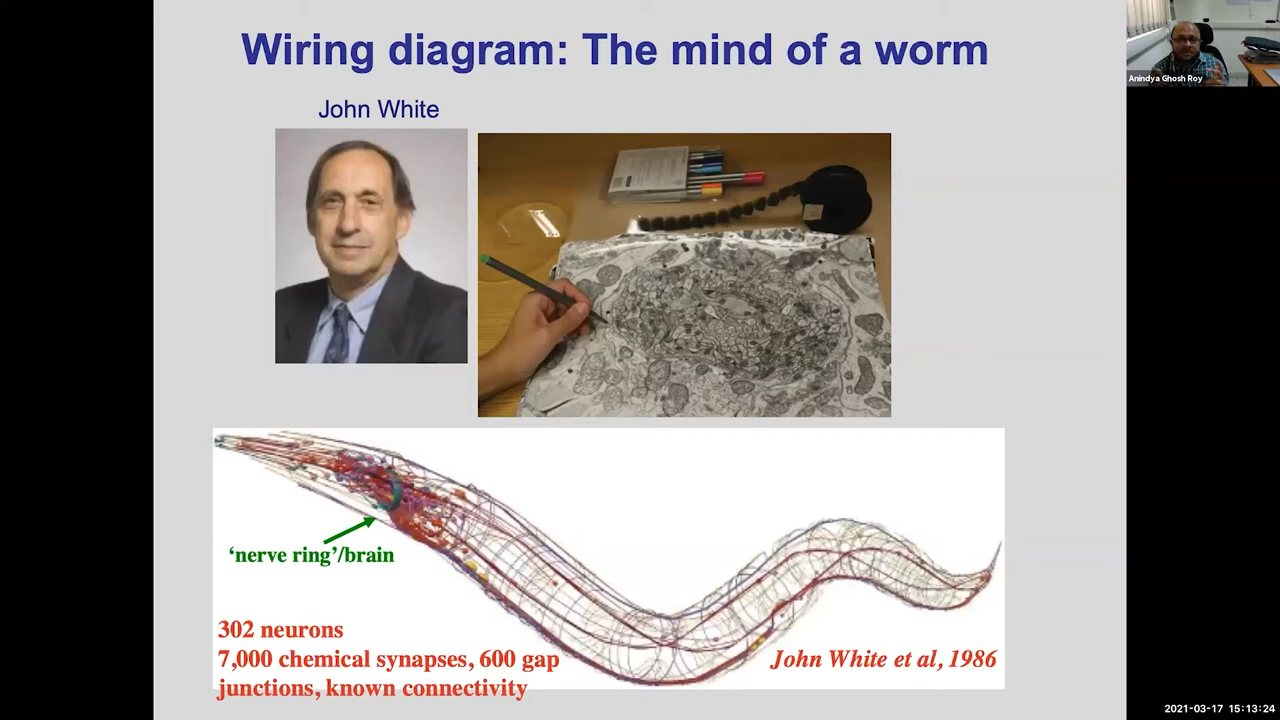 Wiring diagram: The mind of a worm
Anindya Ghosh Roy
John White
‘nerve ring’/brain
302 neurons
7,000 chemical synapses, 600 gap
junctions, known connectivity
John White et al, 1986
2021-03-17 15:13:24